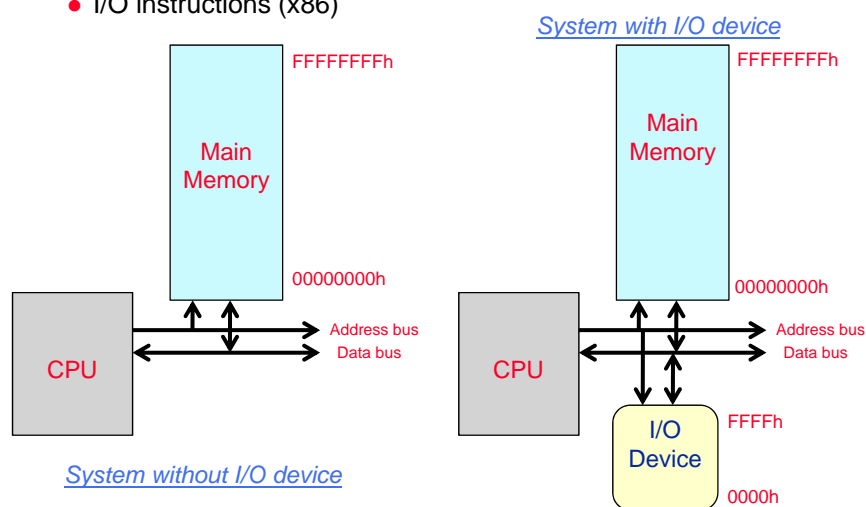 ● I/O instructions (x86)
System with I/O device
FFFFFFFFh
Main
Memory
00000000h
CPU
Address bus
Data bus
System without I/O device
FFFFFFFFh
Main
Memory
00000000h
CPU
Address bus
Data bus
I/O
Device
FFFFh
0000h